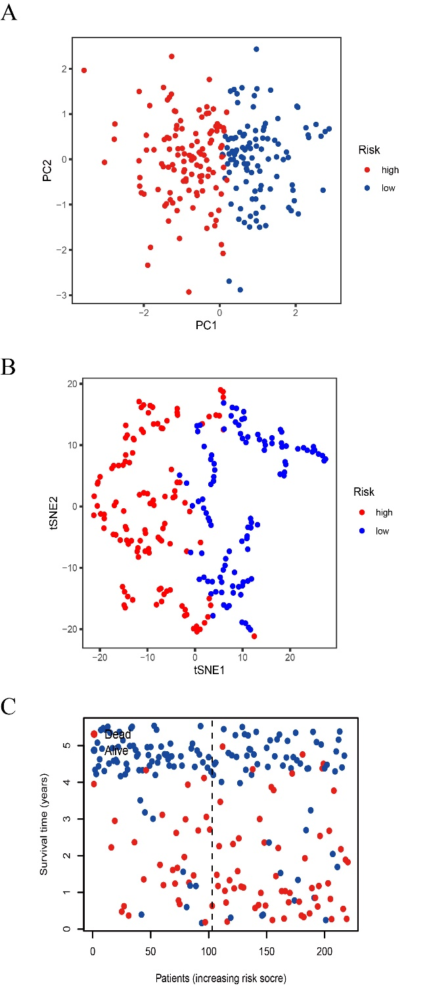 A
2
1
0
−1
−2
−3
PC2
−2
0
2
PC1
Risk
high
low
B
20
10
0
−10
−20
tSNE2
−20
−10
0
10
20
tSNE1
Risk
high
low
C
Dead
Alive
5
4
3
2
1
0
Survival time (years)
0
50
100
150
200
Patients (increasing risk socre)